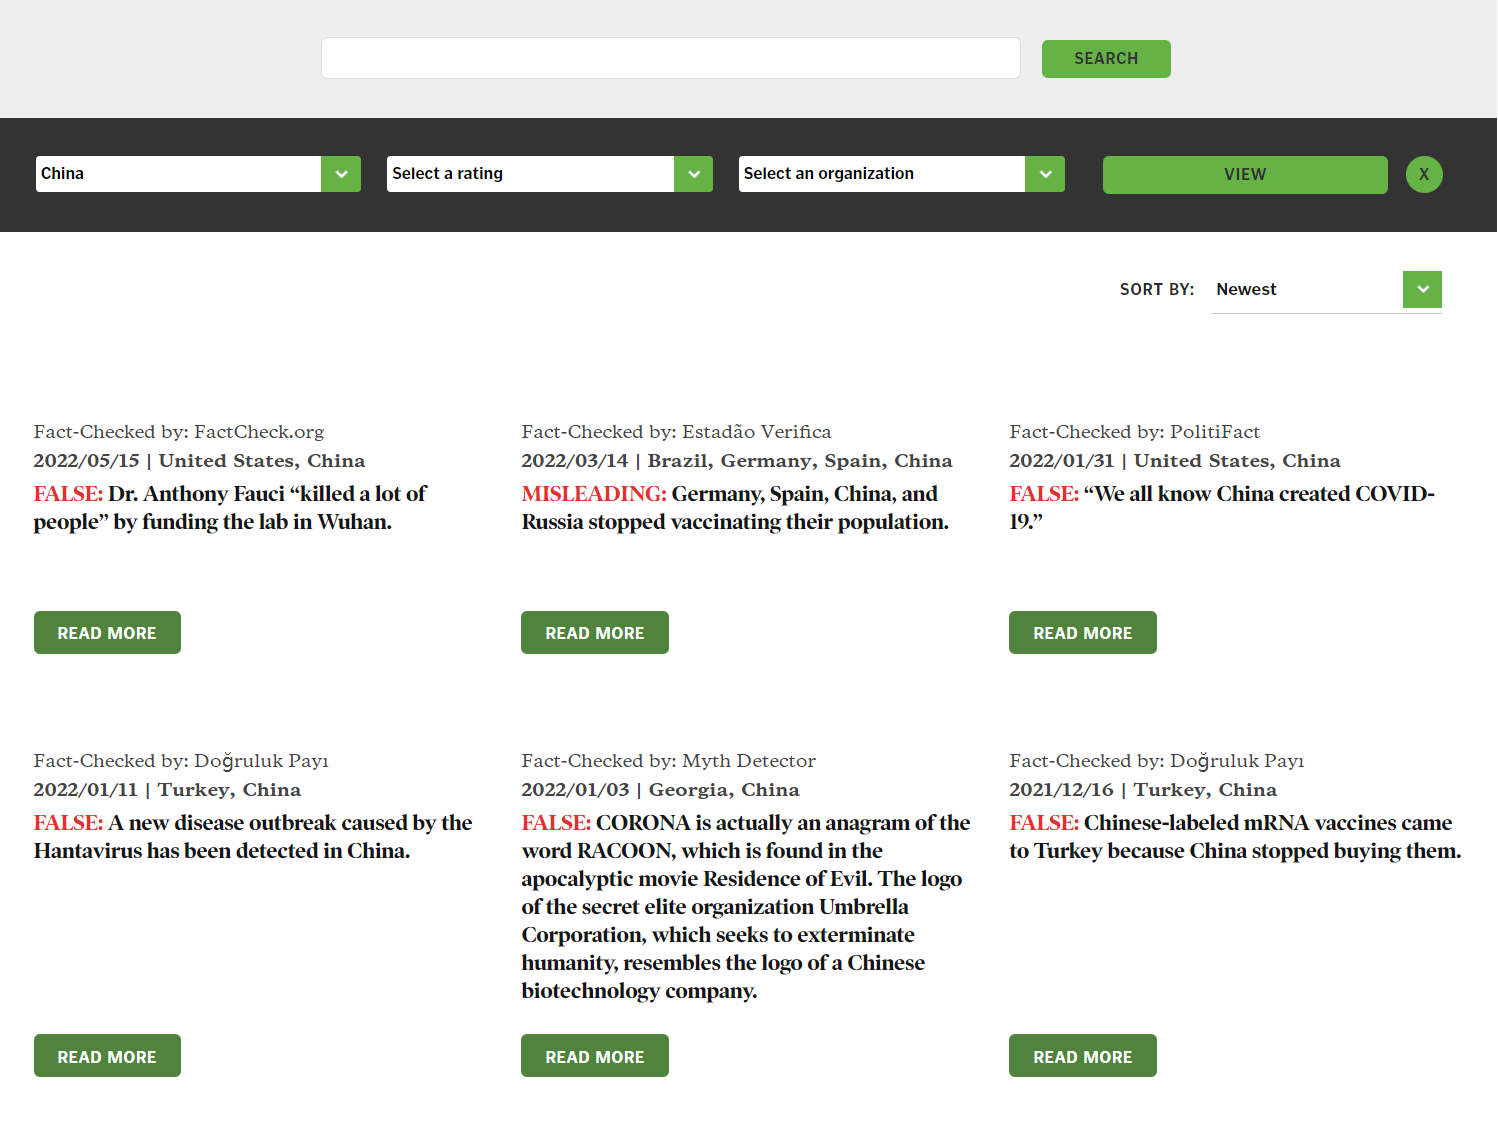 SEARCH
China
Select a rating
Select an organization
VIEW
X
SORT BY:
Newest
Fact-Checked by: FactCheck.org
2022/05/15 | United States, China
FALSE: Dr. Anthony Fauci “killed a lot of
people” by funding the lab in Wuhan.
READ MORE
Fact-Checked by: Estadão Verifica
2022/03/14 | Brazil, Germany, Spain, China
MISLEADING: Germany, Spain, China, and
Russia stopped vaccinating their population.
READ MORE
Fact-Checked by: PolitiFact
2022/01/31 | United States, China
FALSE: “We all know China created COVID-
19.”
READ MORE
Fact-Checked by: Doğruluk Payı
2022/01/11 | Turkey, China
FALSE: A new disease outbreak caused by the
Hantavirus has been detected in China.
READ MORE
Fact-Checked by: Myth Detector
2022/01/03 | Georgia, China
FALSE: CORONA is actually an anagram of the
word RACOON, which is found in the
apocalyptic movie Residence of Evil. The logo
of the secret elite organization Umbrella
Corporation, which seeks to exterminate
humanity, resembles the logo of a Chinese
biotechnology company.
READ MORE
Fact-Checked by: Doğruluk Payı
2021/12/16 | Turkey, China
FALSE: Chinese-labeled mRNA vaccines came
to Turkey because China stopped buying them.
READ MORE